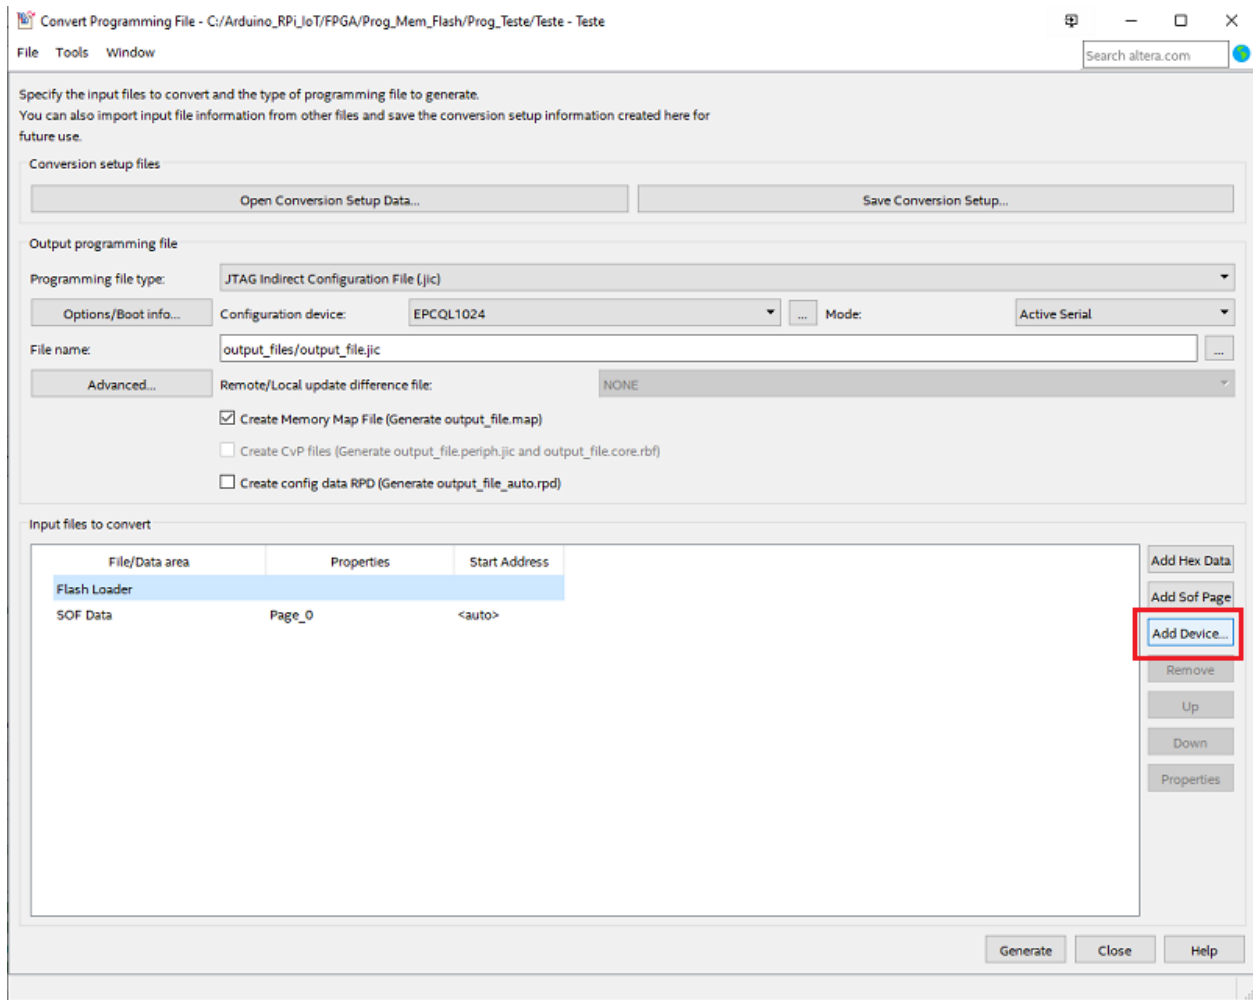 Convert Programming File - C:/Arduino_RPi_IoT/FPGA/Prog_Mem_Flash/Prog_Teste/Teste - Teste
File Tools Window
Search altera.com
Specify the input files to convert and the type of programming file to generate.
You can also import input file information from other files and save the conversion setup information created here for
future use.
Conversion setup files
Open Conversion Setup Data... Save Conversion Setup...
Output programming file
Programming file type: JTAG Indirect Configuration File (.jic)
Options/Boot info... Configuration device: EPCQL1024 ... Mode: Active Serial
File name: output_files/output_file.jic ...
Advanced... Remote/Local update difference file: NONE
Create Memory Map File (Generate output_file.map)
Create CvP files (Generate output_file.periph.jic and output_file.core.rbf)
Create config data RPD (Generate output_file_auto.rpd)
Input files to convert
File/Data area Properties Start Address
Flash Loader
SOF Data Page_0 <auto>
Add Hex Data
Add Sof Page
Add Device...
Remove
Up
Down
Properties
Generate Close Help